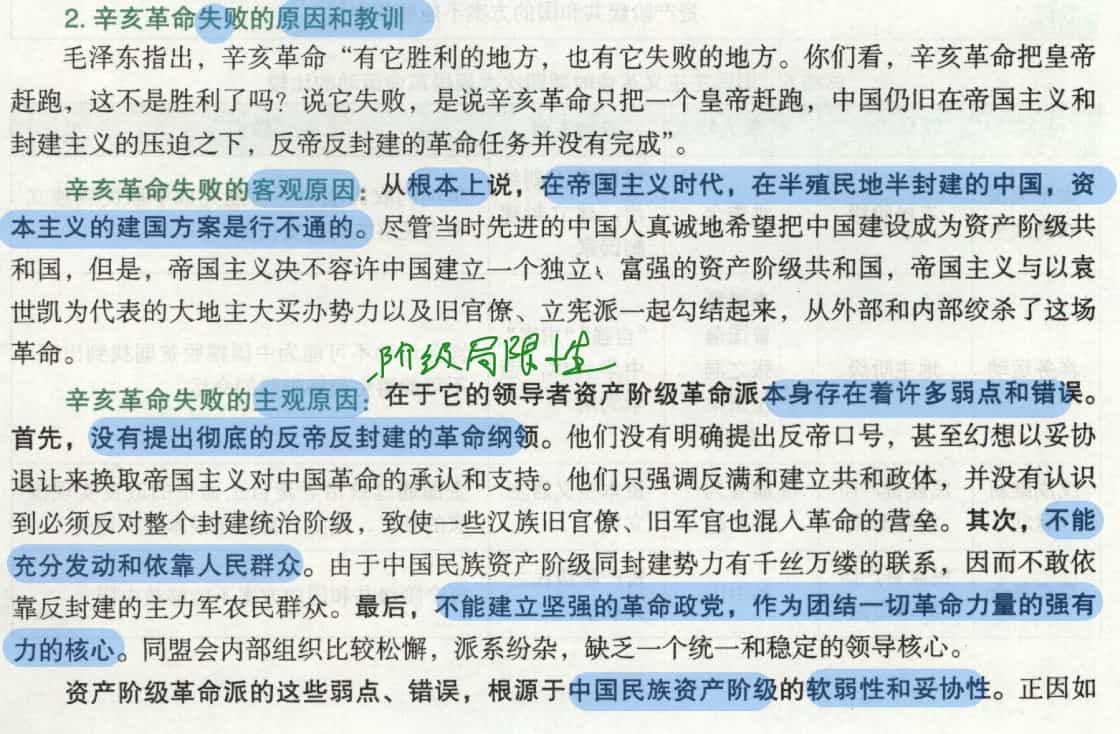 2. 辛亥革命失败的原因和教训
毛泽东指出，辛亥革命“有它胜利的地方，也有它失败的地方。你们看，辛亥革命把皇帝
赶跑，这不是胜利了吗？说它失败，是说辛亥革命只把一个皇帝赶跑，中国仍旧在帝国主义和
封建主义的压迫之下，反帝反封建的革命任务并没有完成”。
辛亥革命失败的客观原因：从根本上说，在帝国主义时代，在半殖民地半封建的中国，资
本主义的建国方案是行不通的。尽管当时先进的中国人真诚地希望把中国建设成为资产阶级共
和国，但是，帝国主义决不容许中国建立一个独立、富强的资产阶级共和国，帝国主义与以袁
世凯为代表的大地主大买办势力以及旧官僚、立宪派一起勾结起来，从外部和内部绞杀了这场
革命。
阶级局限性
辛亥革命失败的主观原因：在于它的领导者资产阶级革命派本身存在着许多弱点和错误。
首先，没有提出彻底的反帝反封建的革命纲领。他们没有明确提出反帝口号，甚至幻想以妥协
退让来换取帝国主义对中国革命的承认和支持。他们只强调反满和建立共和政体，并没有认识
到必须反对整个封建统治阶级，致使一些汉族旧官僚、旧军官也混入革命的营垒。其次，不能
充分发动和依靠人民群众。由于中国民族资产阶级同封建势力有千丝万缕的联系，因而不敢依
靠反封建的主力军农民群众。最后，不能建立坚强的革命政党，作为团结一切革命力量的强有
力的核心。同盟会内部组织比较松懈，派系纷杂，缺乏一个统一和稳定的领导核心。
资产阶级革命派的这些弱点、错误，根源于中国民族资产阶级的软弱性和妥协性。正因如